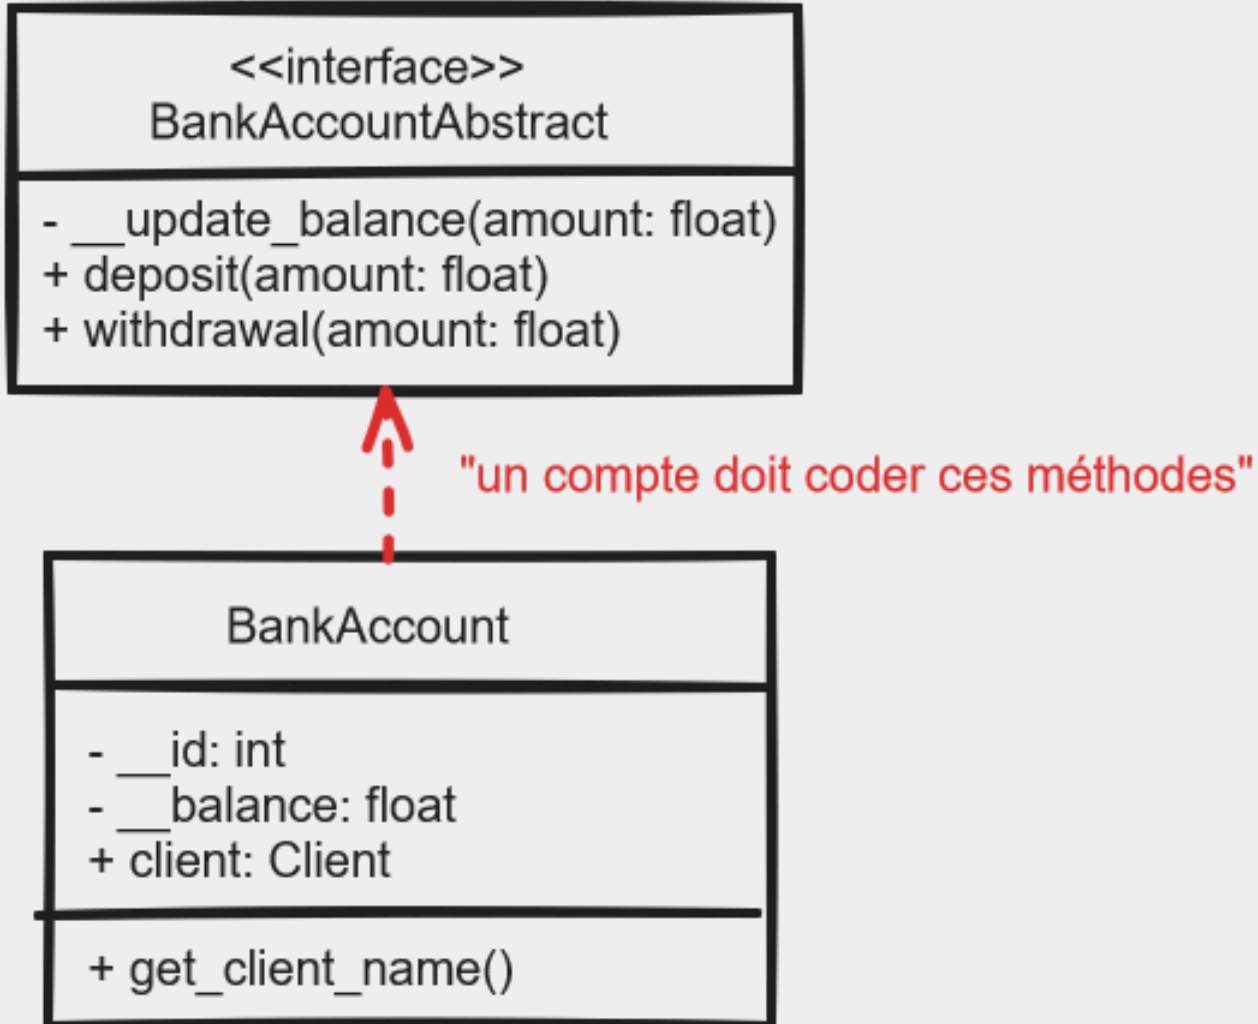 <<interface>>
BankAccountAbstract
- __update_balance(amount: float)
+ deposit(amount: float)
+ withdrawal(amount: float)
"un compte doit coder ces méthodes"
BankAccount
- __id: int
- __balance: float
+ client: Client
+ get_client_name()